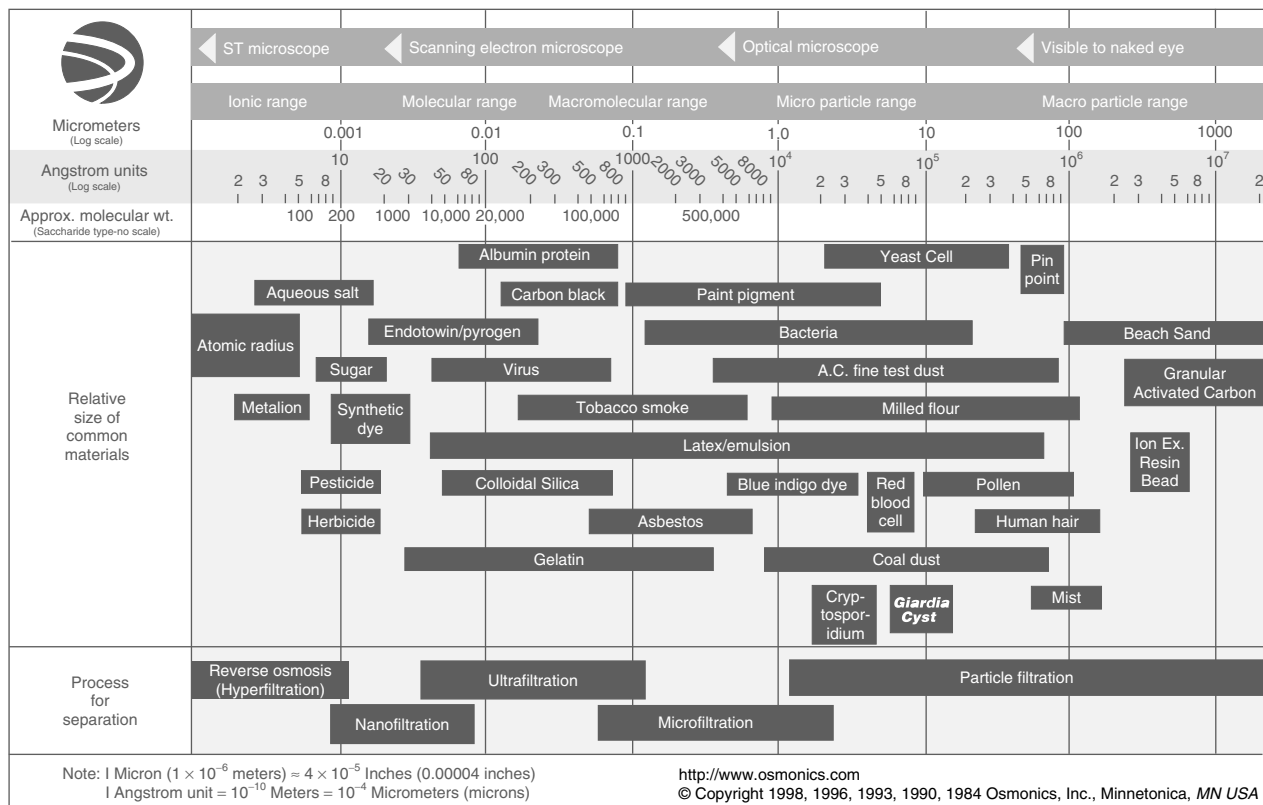 ST microscope
Scanning electron microscope
Optical microscope
Visible to naked eye
Ionic range
Molecular range
Macromolecular range
Micro particle range
Macro particle range
Micrometers
(Log scale)
0.001 0.01 0.1 1.0 10 100 1000
Angstrom units
(Log scale)
2 3 5 8 10 20 30 50 80 100 200 300 500 800 1000 2000 3000 5000 8000 10⁴ 2 3 5 8 10⁵ 2 3 5 8 10⁶ 2 3 5 8 10⁷ 2
Approx. molecular wt.
(Saccharide type-no scale)
100 200 1000 10,000 20,000 100,000 500,000
Relative
size of
common
materials
Albumin protein
Yeast Cell
Pin
point
Aqueous salt
Carbon black
Paint pigment
Atomic radius
Endotowin/pyrogen
Bacteria
Beach Sand
Sugar
Virus
A.C. fine test dust
Granular
Activated Carbon
Metalion
Synthetic
dye
Tobacco smoke
Milled flour
Latex/emulsion
Ion Ex.
Resin
Bead
Pesticide
Colloidal Silica
Blue indigo dye
Red
blood
cell
Pollen
Herbicide
Asbestos
Human hair
Gelatin
Coal dust
Cryp-
tospor-
idium
Giardia
Cyst
Mist
Process
for
separation
Reverse osmosis
(Hyperfiltration)
Ultrafiltration
Particle filtration
Nanofiltration
Microfiltration
Note: I Micron (1 × 10⁻⁶ meters) ≈ 4 × 10⁻⁵ Inches (0.00004 inches)
I Angstrom unit = 10⁻¹⁰ Meters = 10⁻⁴ Micrometers (microns)
http://www.osmonics.com
© Copyright 1998, 1996, 1993, 1990, 1984 Osmonics, Inc., Minnetonica, MN USA